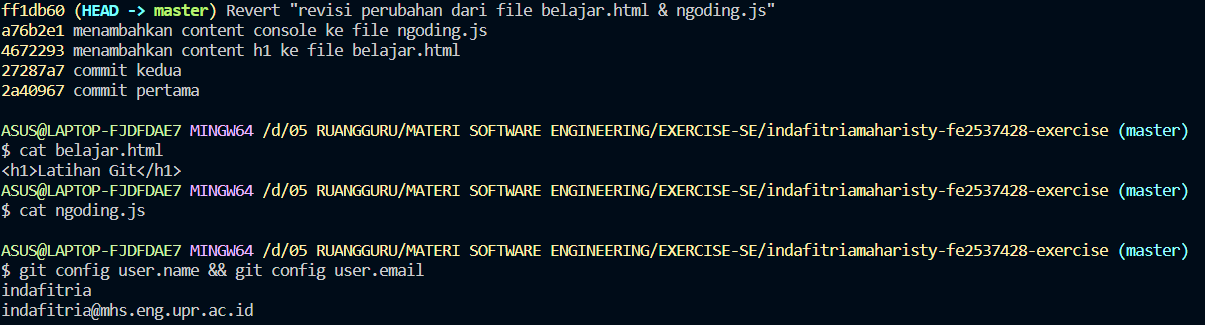 ff1db60 (HEAD -> master) Revert "revisi perubahan dari file belajar.html & ngoding.js"
a76b2e1 menambahkan content console ke file ngoding.js
4672293 menambahkan content h1 ke file belajar.html
27287a7 commit kedua
2a40967 commit pertama
ASUS@LAPTOP-FJDFDAE7 MINGW64 /d/05 RUANGGURU/MATERI SOFTWARE ENGINEERING/EXERCISE-SE/indafitriamaharisty-fe2537428-exercise (master)
$ cat belajar.html
<h1>Latihan Git</h1>
ASUS@LAPTOP-FJDFDAE7 MINGW64 /d/05 RUANGGURU/MATERI SOFTWARE ENGINEERING/EXERCISE-SE/indafitriamaharisty-fe2537428-exercise (master)
$ cat ngoding.js
ASUS@LAPTOP-FJDFDAE7 MINGW64 /d/05 RUANGGURU/MATERI SOFTWARE ENGINEERING/EXERCISE-SE/indafitriamaharisty-fe2537428-exercise (master)
$ git config user.name && git config user.email
indafitria
indafitria@mhs.eng.upr.ac.id